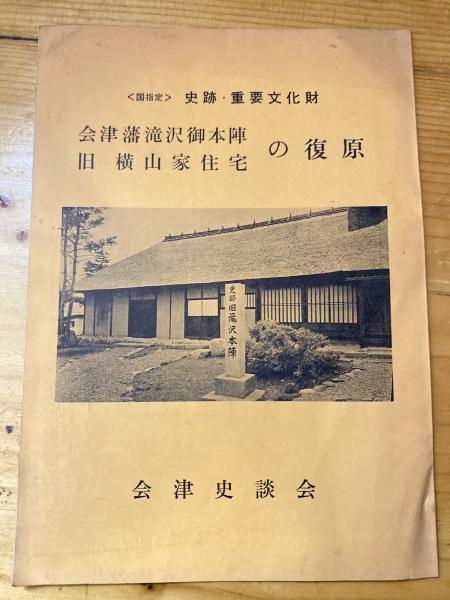 <国指定> 史跡・重要文化財
会津藩滝沢御本陣
旧 横山家住宅
の復原
史跡 旧滝沢本陣
会津史談会